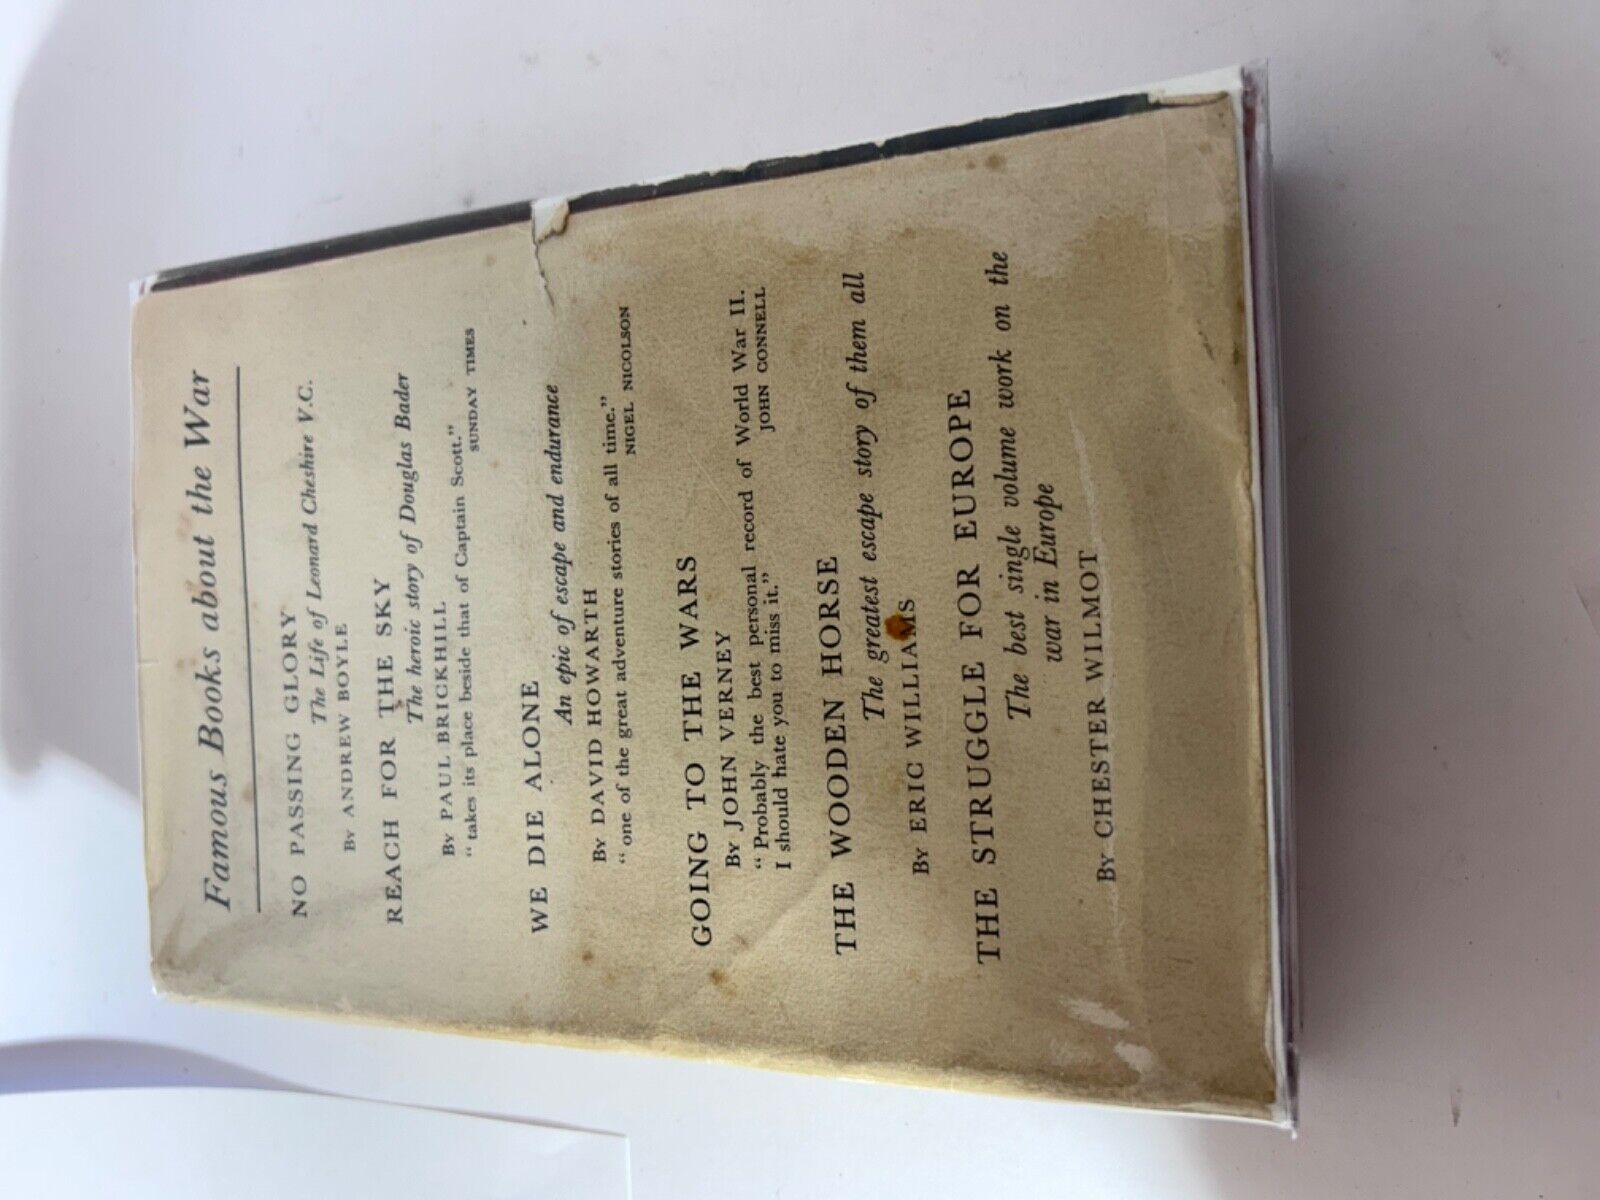 Famous Books about the War
NO PASSING GLORY
The Life of Leonard Cheshire V.C.
By ANDREW BOYLE
REACH FOR THE SKY
The heroic story of Douglas Bader
By PAUL BRICKHILL
“ takes its place beside that of Captain Scott.”
SUNDAY TIMES
WE DIE ALONE
An epic of escape and endurance
By DAVID HOWARTH
“ one of the great adventure stories of all time.”
NIGEL NICOLSON
GOING TO THE WARS
By JOHN VERNEY
“ Probably the best personal record of World War II.
I should hate you to miss it.”
JOHN CONNELL
THE WOODEN HORSE
The greatest escape story of them all
By ERIC WILLIAMS
THE STRUGGLE FOR EUROPE
The best single volume work on the
war in Europe
By CHESTER WILMOT